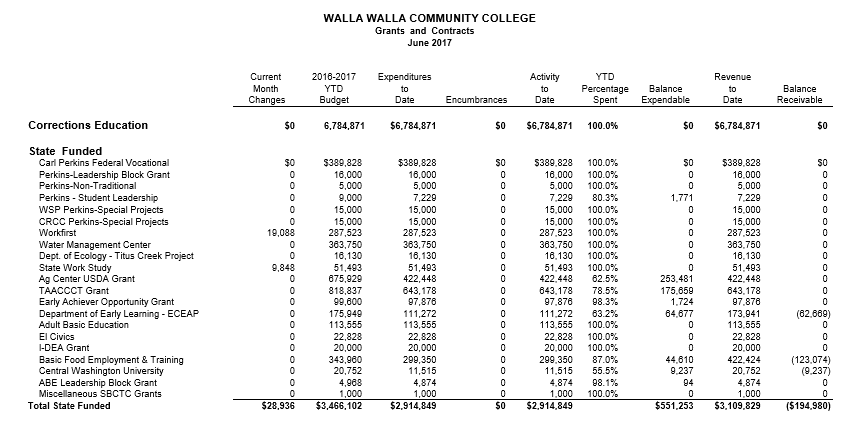 WALLA WALLA COMMUNITY COLLEGE
Grants and Contracts
June 2017
Current 2016-2017 Expenditures Activity YTD Revenue
Month YTD to to Percentage Balance to Balance
Changes Budget Date Encumbrances Date Spent Expendable Date Receivable
Corrections Education $0 6,784,871 $6,784,871 $0 $6,784,871 100.0% $0 $6,784,871 $0
State Funded
Carl Perkins Federal Vocational $0 $389,828 $389,828 $0 $389,828 100.0% $0 $389,828 $0
Perkins-Leadership Block Grant 0 16,000 16,000 0 16,000 100.0% 0 16,000 0
Perkins-Non-Traditional 0 5,000 5,000 0 5,000 100.0% 0 5,000 0
Perkins - Student Leadership 0 9,000 7,229 0 7,229 80.3% 1,771 7,229 0
WSP Perkins-Special Projects 0 15,000 15,000 0 15,000 100.0% 0 15,000 0
CRCC Perkins-Special Projects 0 15,000 15,000 0 15,000 100.0% 0 15,000 0
Workfirst 19,088 287,523 287,523 0 287,523 100.0% 0 287,523 0
Water Management Center 0 363,750 363,750 0 363,750 100.0% 0 363,750 0
Dept. of Ecology - Titus Creek Project 0 16,130 16,130 0 16,130 100.0% 0 16,130 0
State Work Study 9,848 51,493 51,493 0 51,493 100.0% 0 51,493 0
Ag Center USDA Grant 0 675,929 422,448 0 422,448 62.5% 253,481 422,448 0
TAACCCT Grant 0 818,837 643,178 0 643,178 78.5% 175,659 643,178 0
Early Achiever Opportunity Grant 0 99,600 97,876 0 97,876 98.3% 1,724 97,876 0
Department of Early Learning - ECEAP 0 175,949 111,272 0 111,272 63.2% 64,677 173,941 (62,669)
Adult Basic Education 0 113,555 113,555 0 113,555 100.0% 0 113,555 0
El Civics 0 22,828 22,828 0 22,828 100.0% 0 22,828 0
I-DEA Grant 0 20,000 20,000 0 20,000 100.0% 0 20,000 0
Basic Food Employment & Training 0 343,960 299,350 0 299,350 87.0% 44,610 422,424 (123,074)
Central Washington University 0 20,752 11,515 0 11,515 55.5% 9,237 20,752 (9,237)
ABE Leadership Block Grant 0 4,968 4,874 0 4,874 98.1% 94 4,874 0
Miscellaneous SBCTC Grants 0 1,000 1,000 0 1,000 100.0% 0 1,000 0
Total State Funded $28,936 $3,466,102 $2,914,849 $0 $2,914,849 $551,253 $3,109,829 ($194,980)